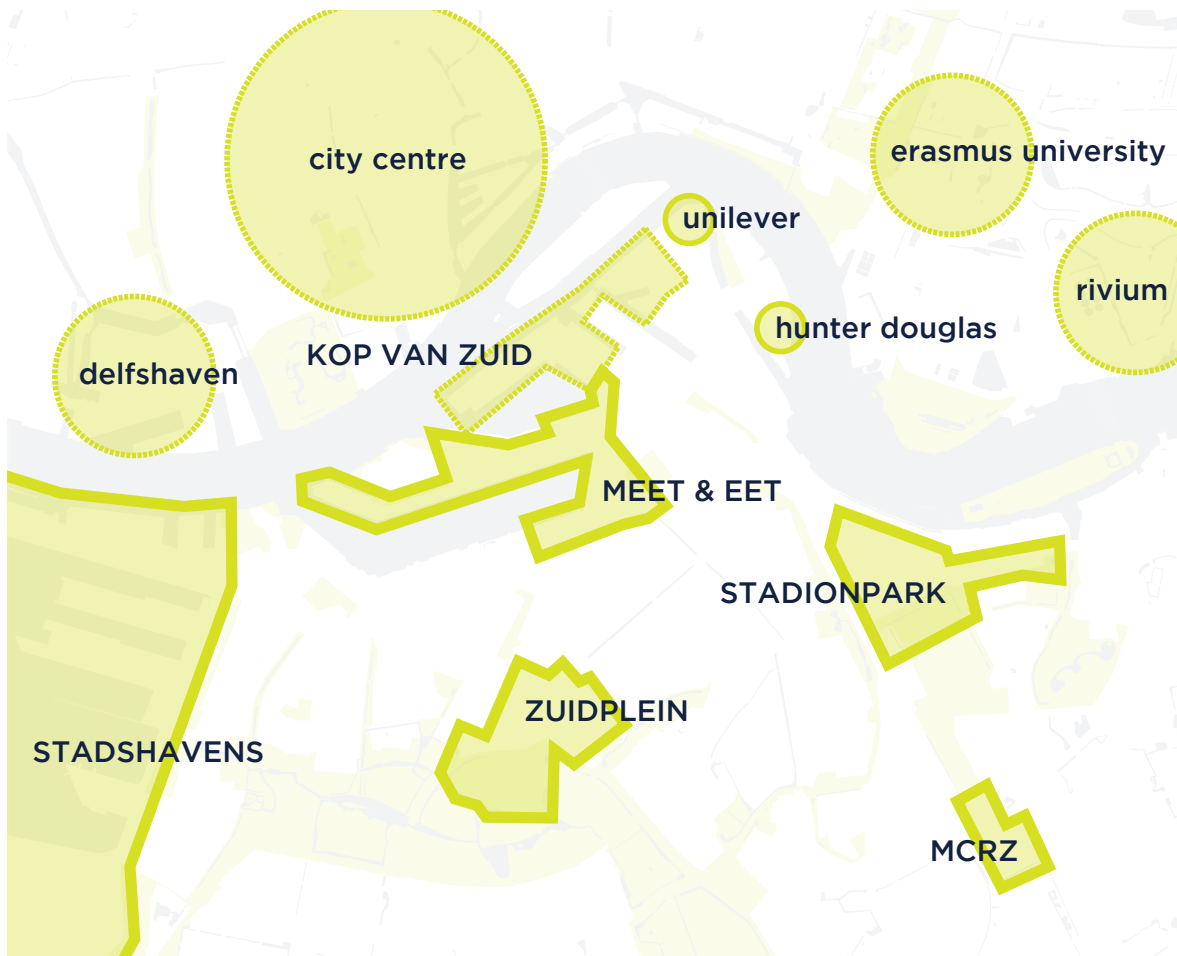 city centre
erasmus university
unilever
rivium
hunter douglas
KOP VAN ZUID
delfshaven
MEET & EET
STADIONPARK
ZUIDPLEIN
STADSHAVENS
MCRZ